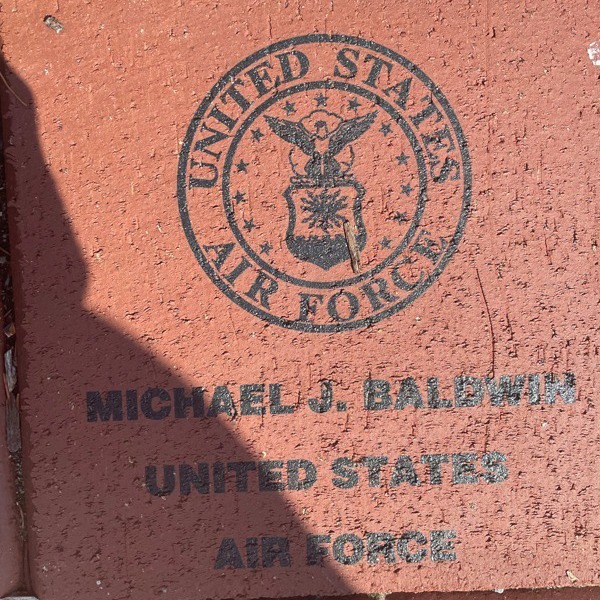 UNITED STATES
AIR FORCE
MICHAEL J. BALDWIN
UNITED STATES
AIR FORCE